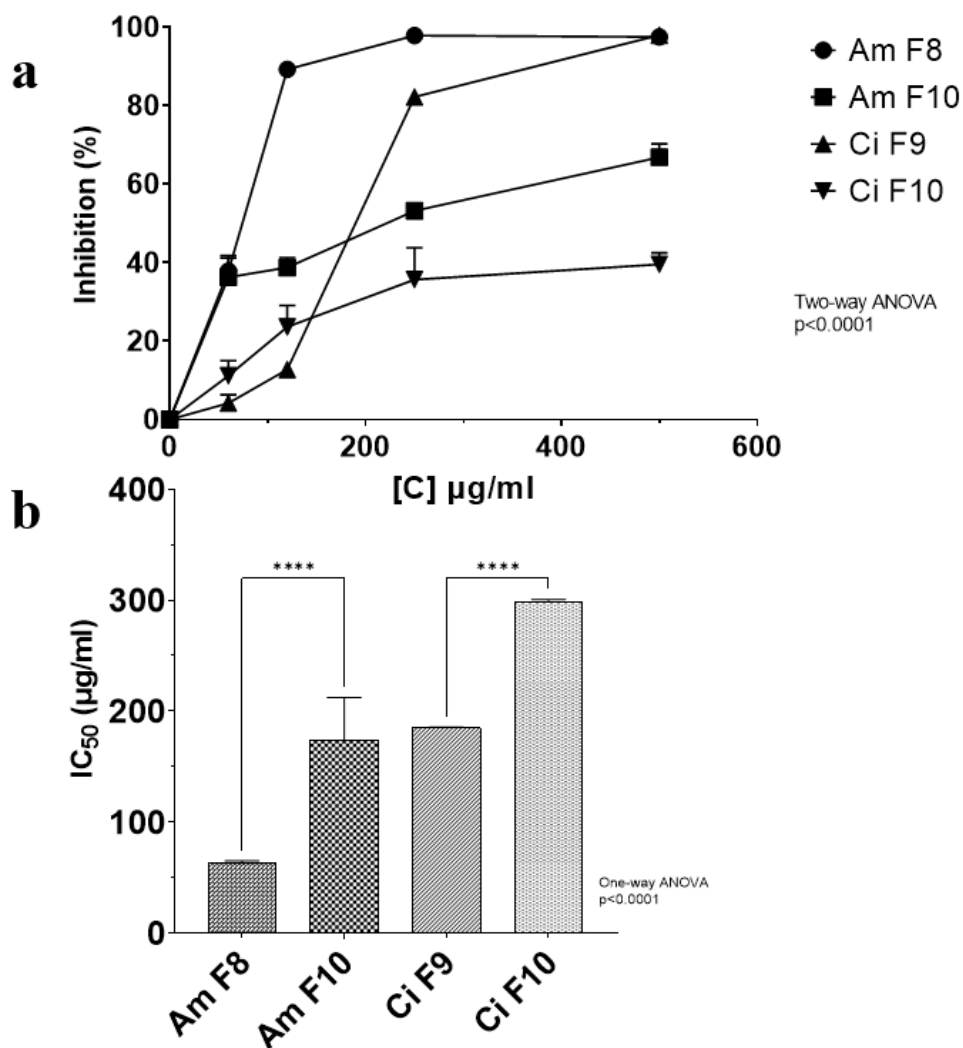 a
Inhibition (%)
100
80
60
40
20
0
0 200 400 600
[C] µg/ml
Am F8
Am F10
Ci F9
Ci F10
Two-way ANOVA
p<0.0001
b
IC50 (µg/ml)
400
300
200
100
0
**** ****
Am F8 Am F10 Ci F9 Ci F10
One-way ANOVA
p<0.0001